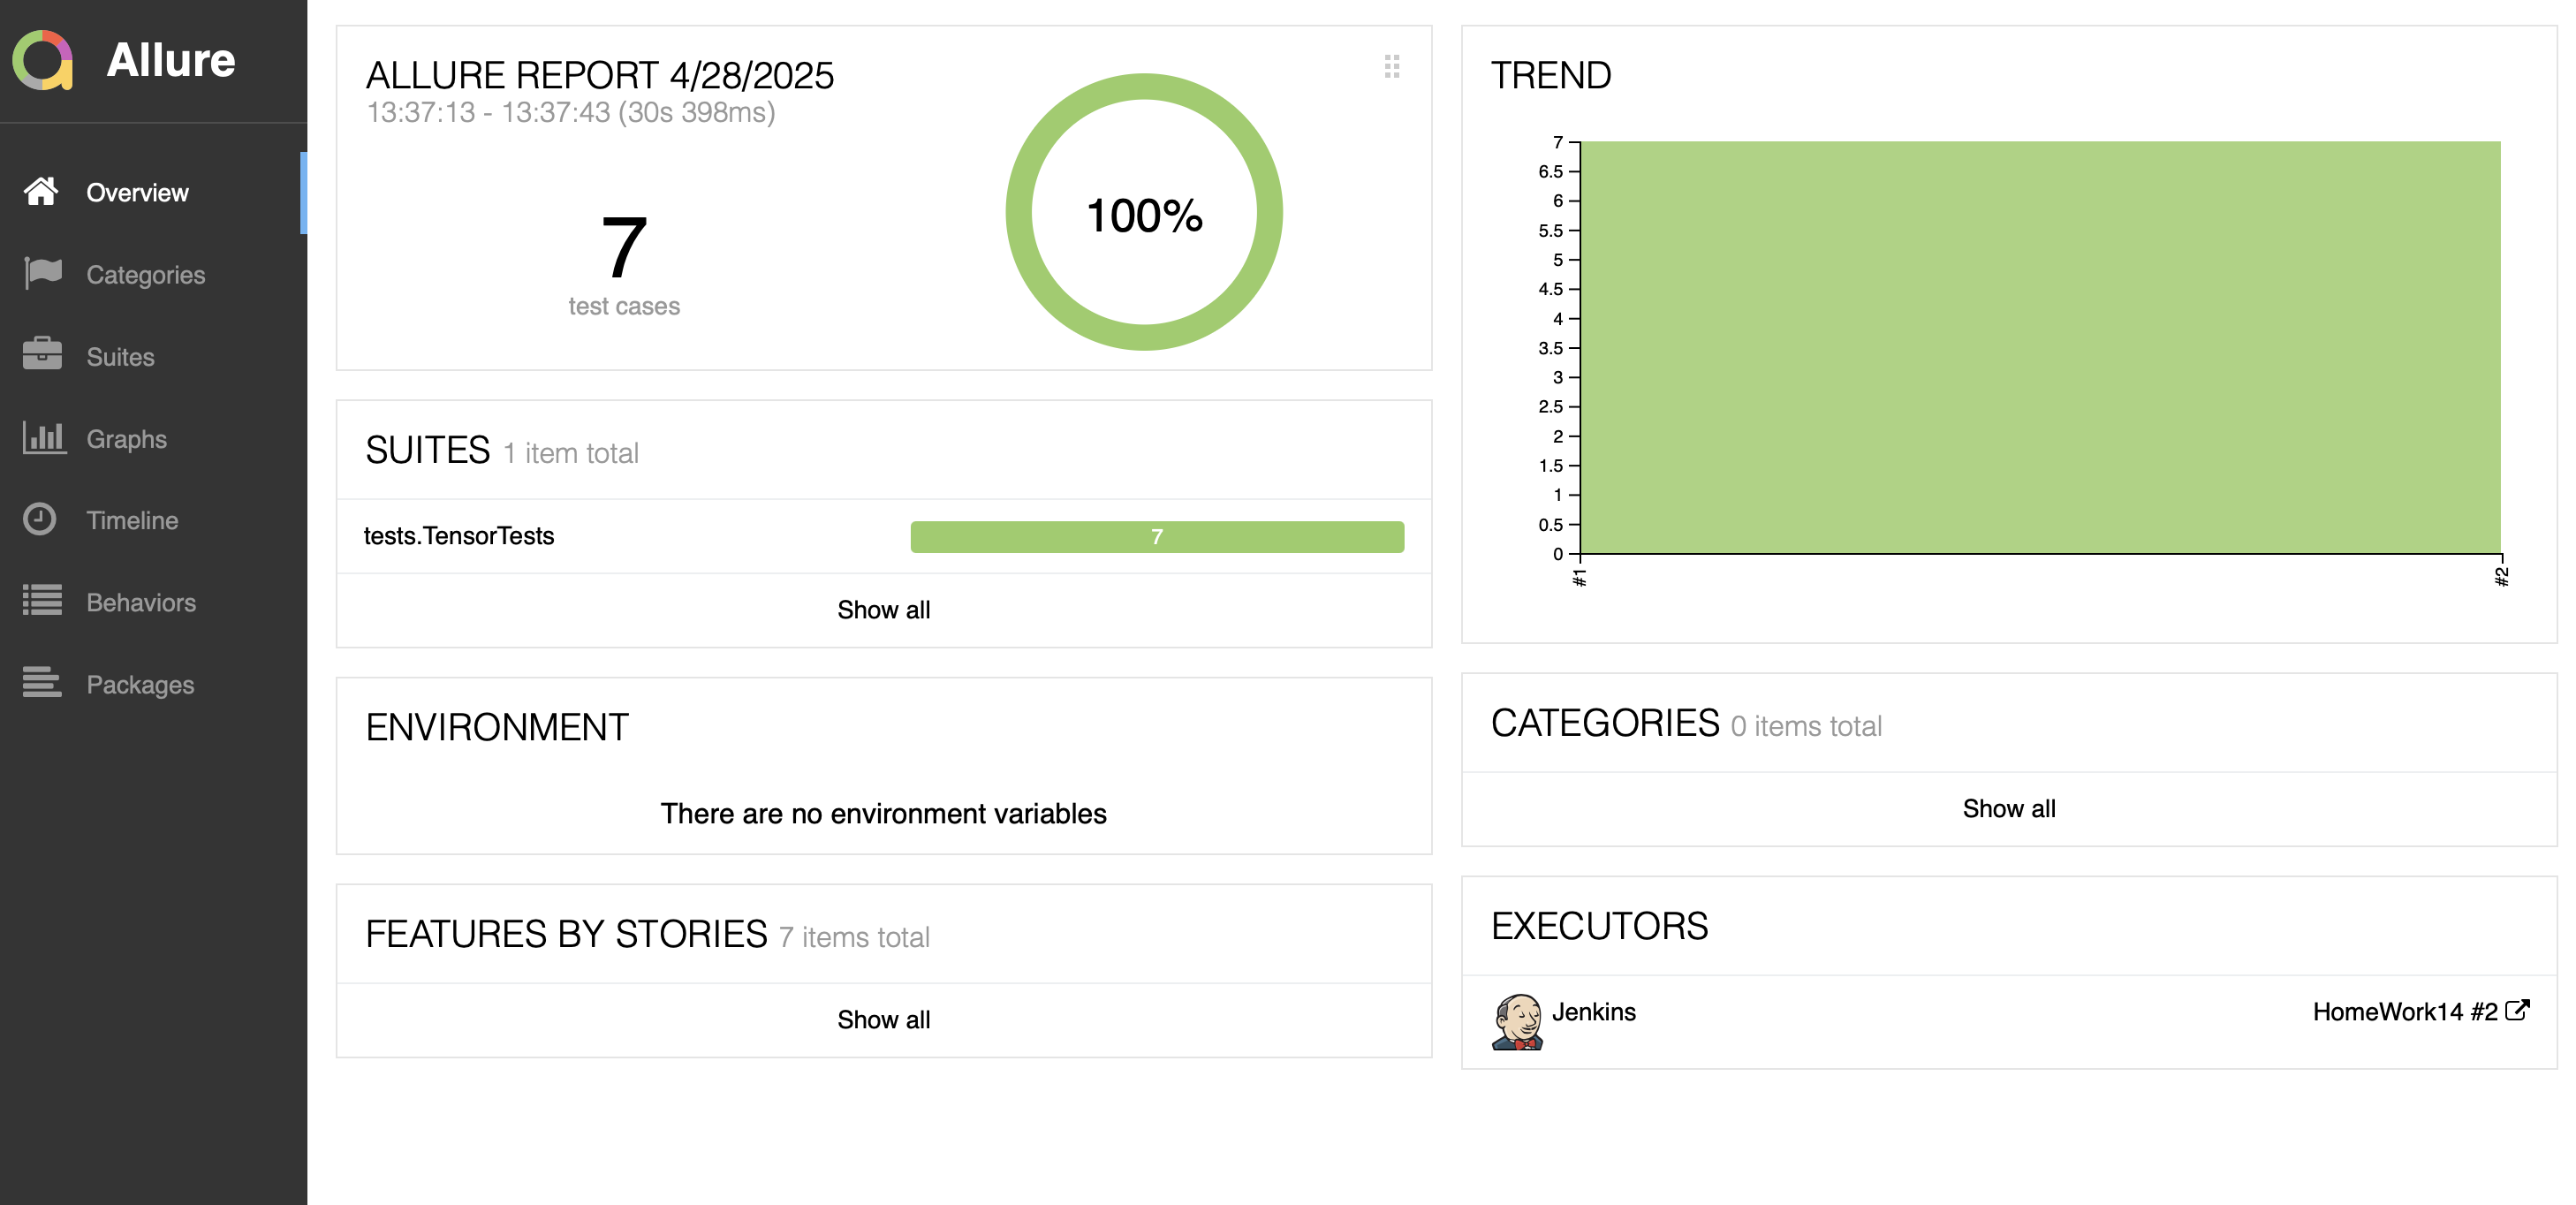 Allure
Overview
Categories
Suites
Graphs
Timeline
Behaviors
Packages
ALLURE REPORT 4/28/2025
13:37:13 - 13:37:43 (30s 398ms)
7
test cases
100%
SUITES 1 item total
tests.TensorTests
7
Show all
ENVIRONMENT
There are no environment variables
FEATURES BY STORIES 7 items total
Show all
TREND
7
6.5
6
5.5
5
4.5
4
3.5
3
2.5
2
1.5
1
0.5
0
#1
#2
CATEGORIES 0 items total
Show all
EXECUTORS
Jenkins
HomeWork14 #2